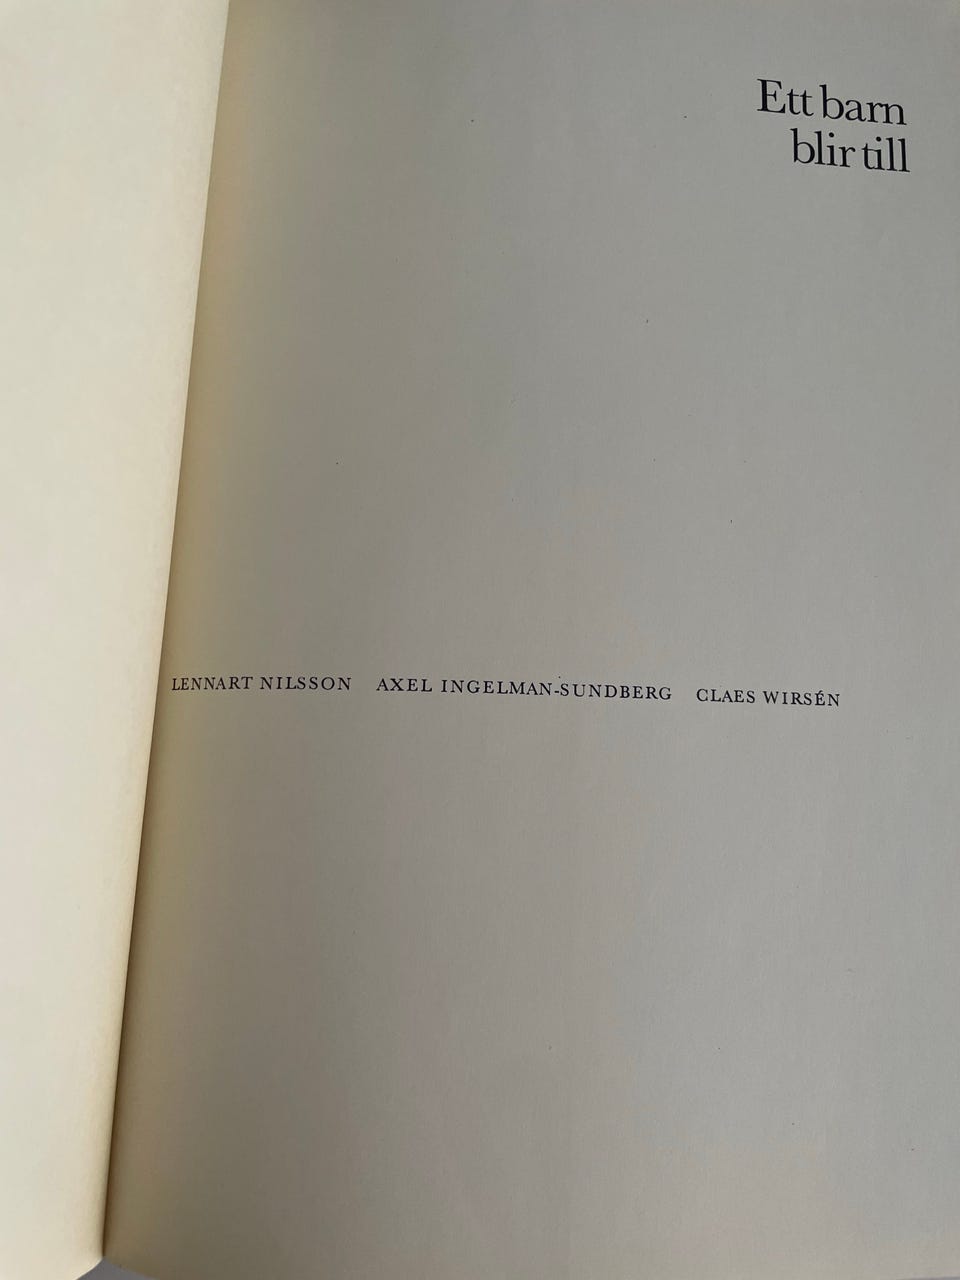 Ett barn
blir till
LENNART NILSSON AXEL INGELMAN-SUNDBERG CLAES WIRSÉN